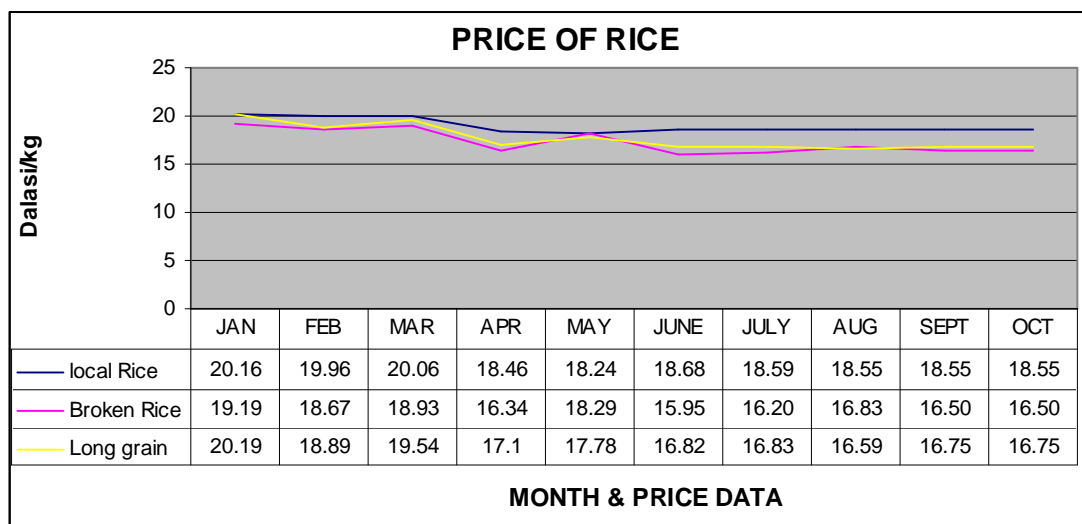 PRICE OF RICE
Dalasi/kg
25
20
15
10
5
0
JAN FEB MAR APR MAY JUNE JULY AUG SEPT OCT
local Rice 20.16 19.96 20.06 18.46 18.24 18.68 18.59 18.55 18.55 18.55
Broken Rice 19.19 18.67 18.93 16.34 18.29 15.95 16.20 16.83 16.50 16.50
Long grain 20.19 18.89 19.54 17.1 17.78 16.82 16.83 16.59 16.75 16.75
MONTH & PRICE DATA